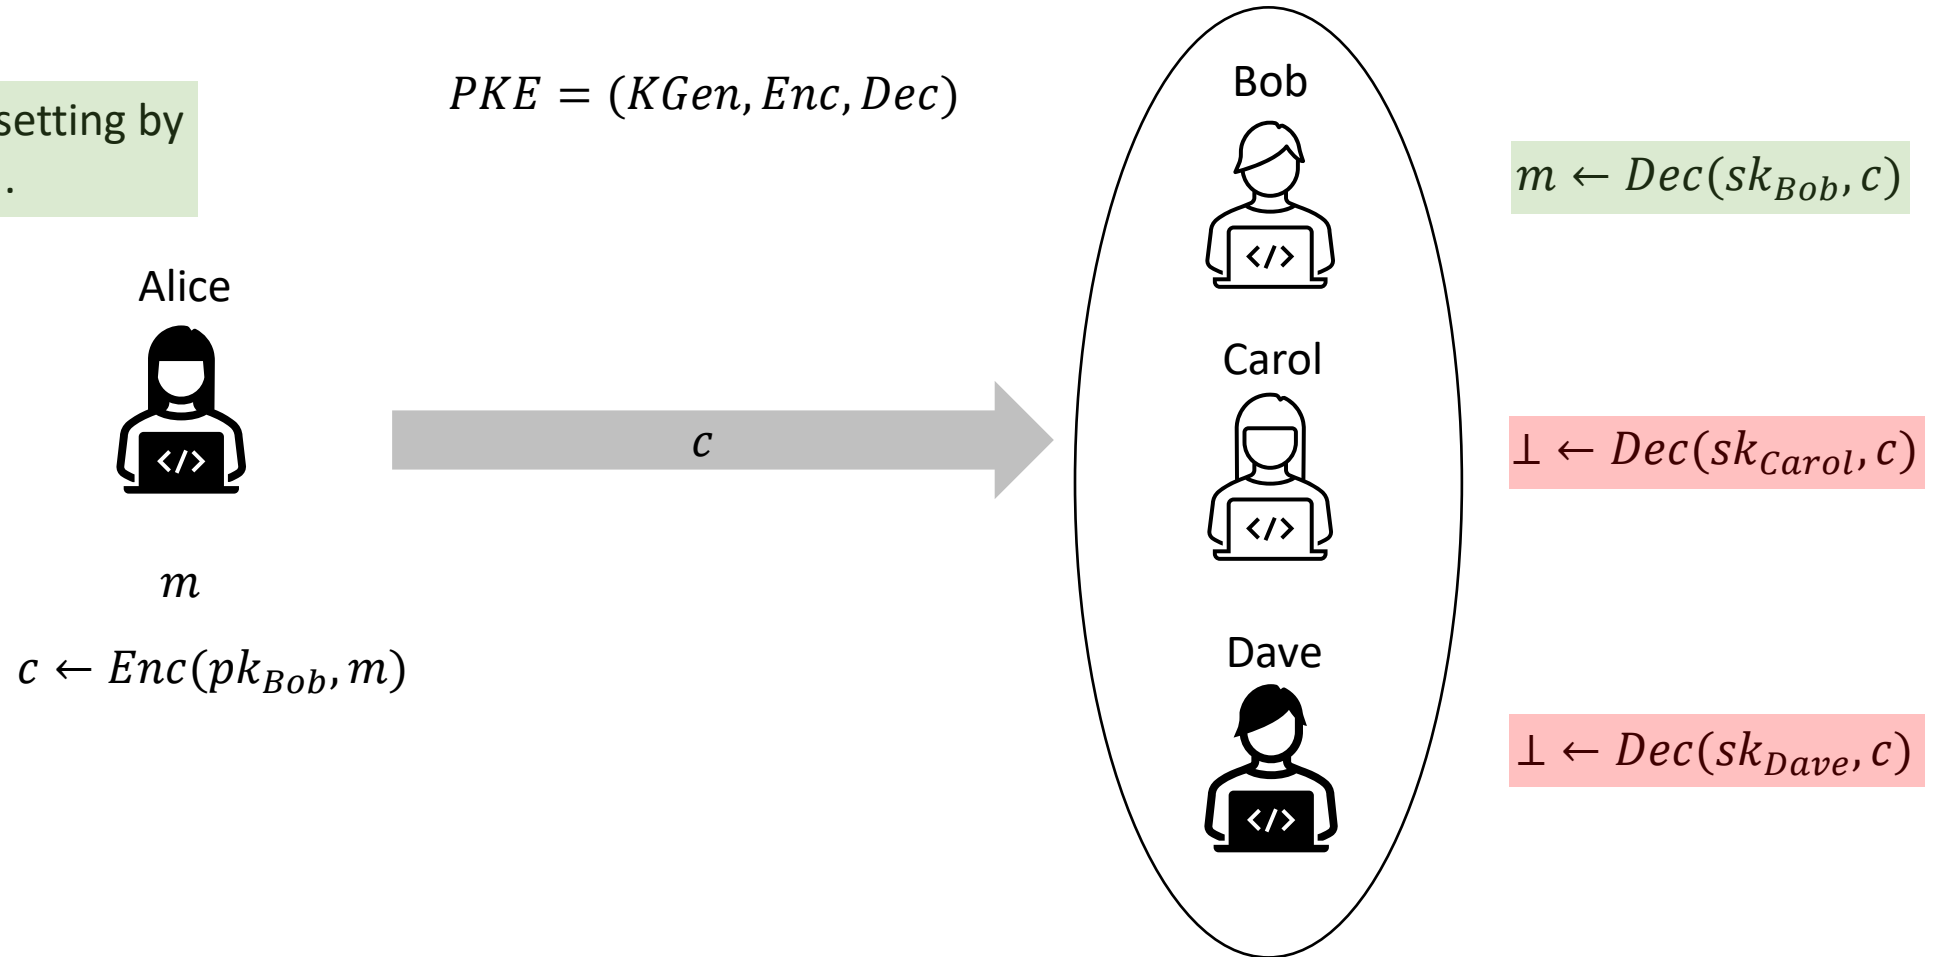 setting by
.
PKE = (KGen, Enc, Dec)
Alice
</>
m
c ← Enc(pk_Bob, m)
c
Bob
</>
m ← Dec(sk_Bob, c)
Carol
</>
⊥ ← Dec(sk_Carol, c)
Dave
</>
⊥ ← Dec(sk_Dave, c)